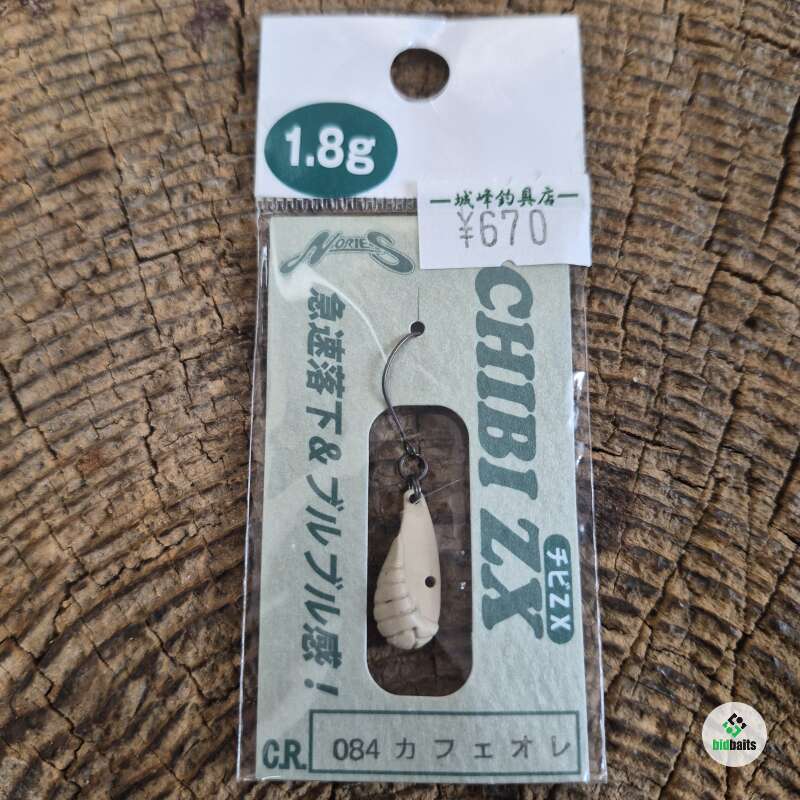 1.8g
城峰釣具店
¥670
NORIES
CHIBI ZX
チビZX
急速落下&ブルブル感!
C.R. 084 カフェオレ
bidbaits